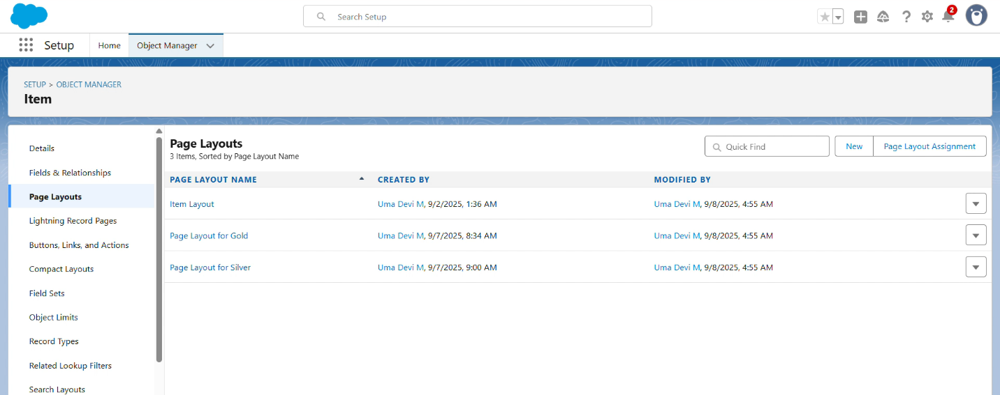 Search Setup
2
Setup
Home
Object Manager
SETUP > OBJECT MANAGER
Item
Details
Fields & Relationships
Page Layouts
Lightning Record Pages
Buttons, Links, and Actions
Compact Layouts
Field Sets
Object Limits
Record Types
Related Lookup Filters
Search Layouts
Page Layouts
3 Items, Sorted by Page Layout Name
Quick Find
New
Page Layout Assignment
PAGE LAYOUT NAME CREATED BY MODIFIED BY
Item Layout Uma Devi M, 9/2/2025, 1:36 AM Uma Devi M, 9/8/2025, 4:55 AM
Page Layout for Gold Uma Devi M, 9/7/2025, 8:34 AM Uma Devi M, 9/8/2025, 4:55 AM
Page Layout for Silver Uma Devi M, 9/7/2025, 9:00 AM Uma Devi M, 9/8/2025, 4:55 AM